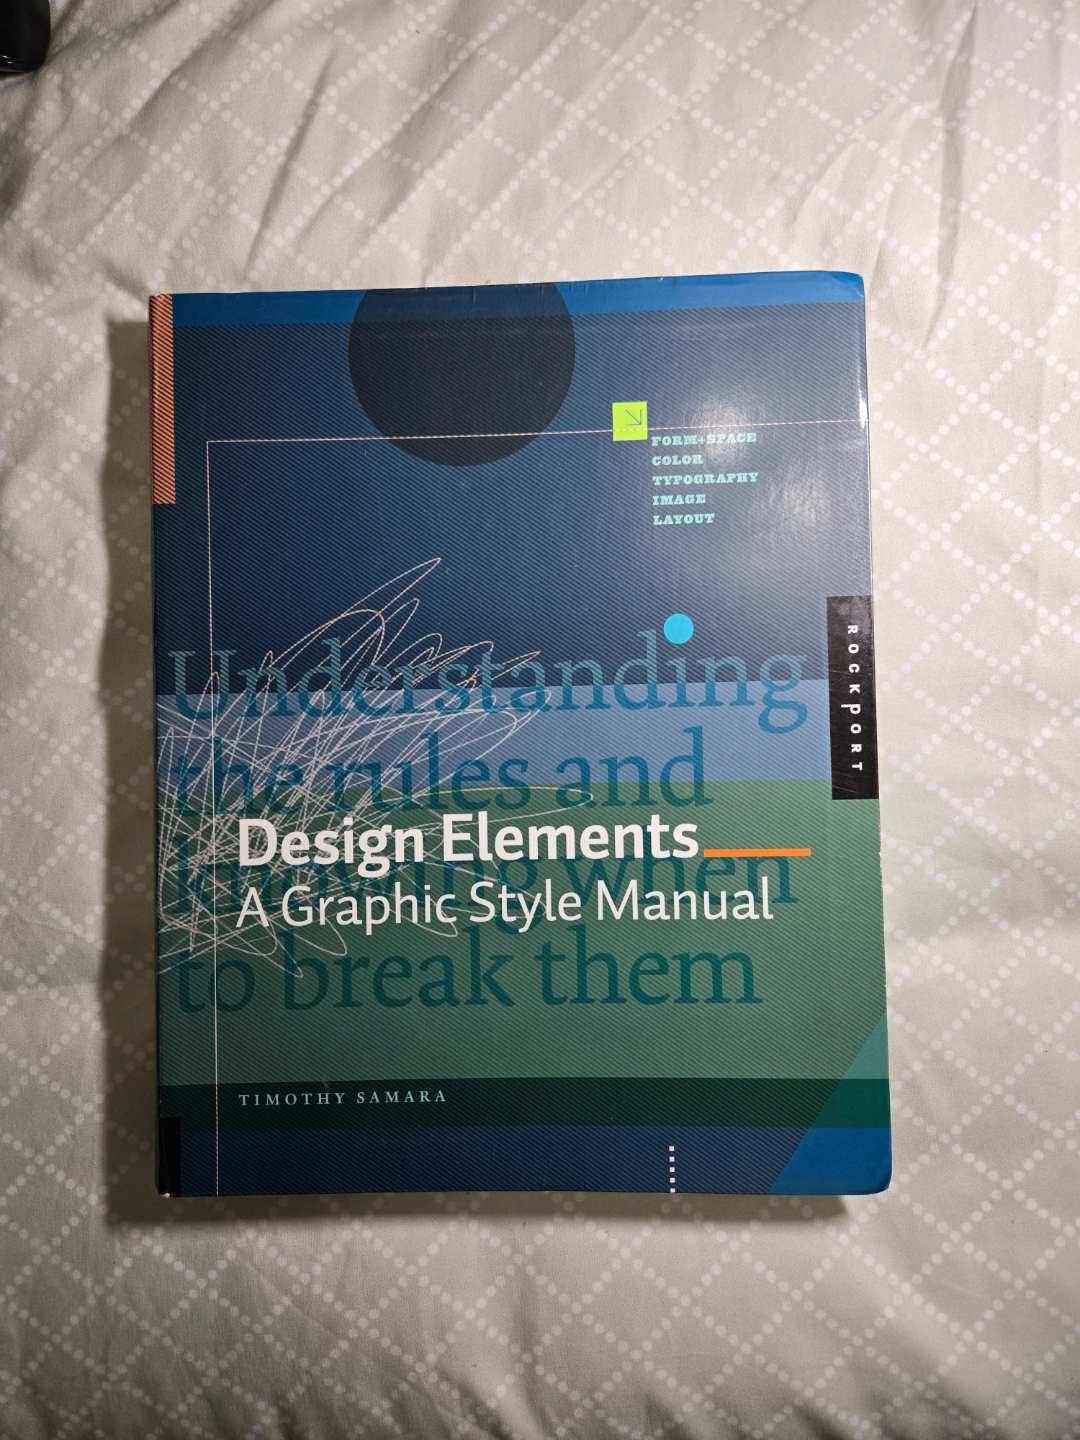 FORM+SPACE
COLOR
TYPOGRAPHY
IMAGE
LAYOUT
ROCKPORT
Understanding
the rules and
knowing when
to break them
Design Elements
A Graphic Style Manual
TIMOTHY SAMARA